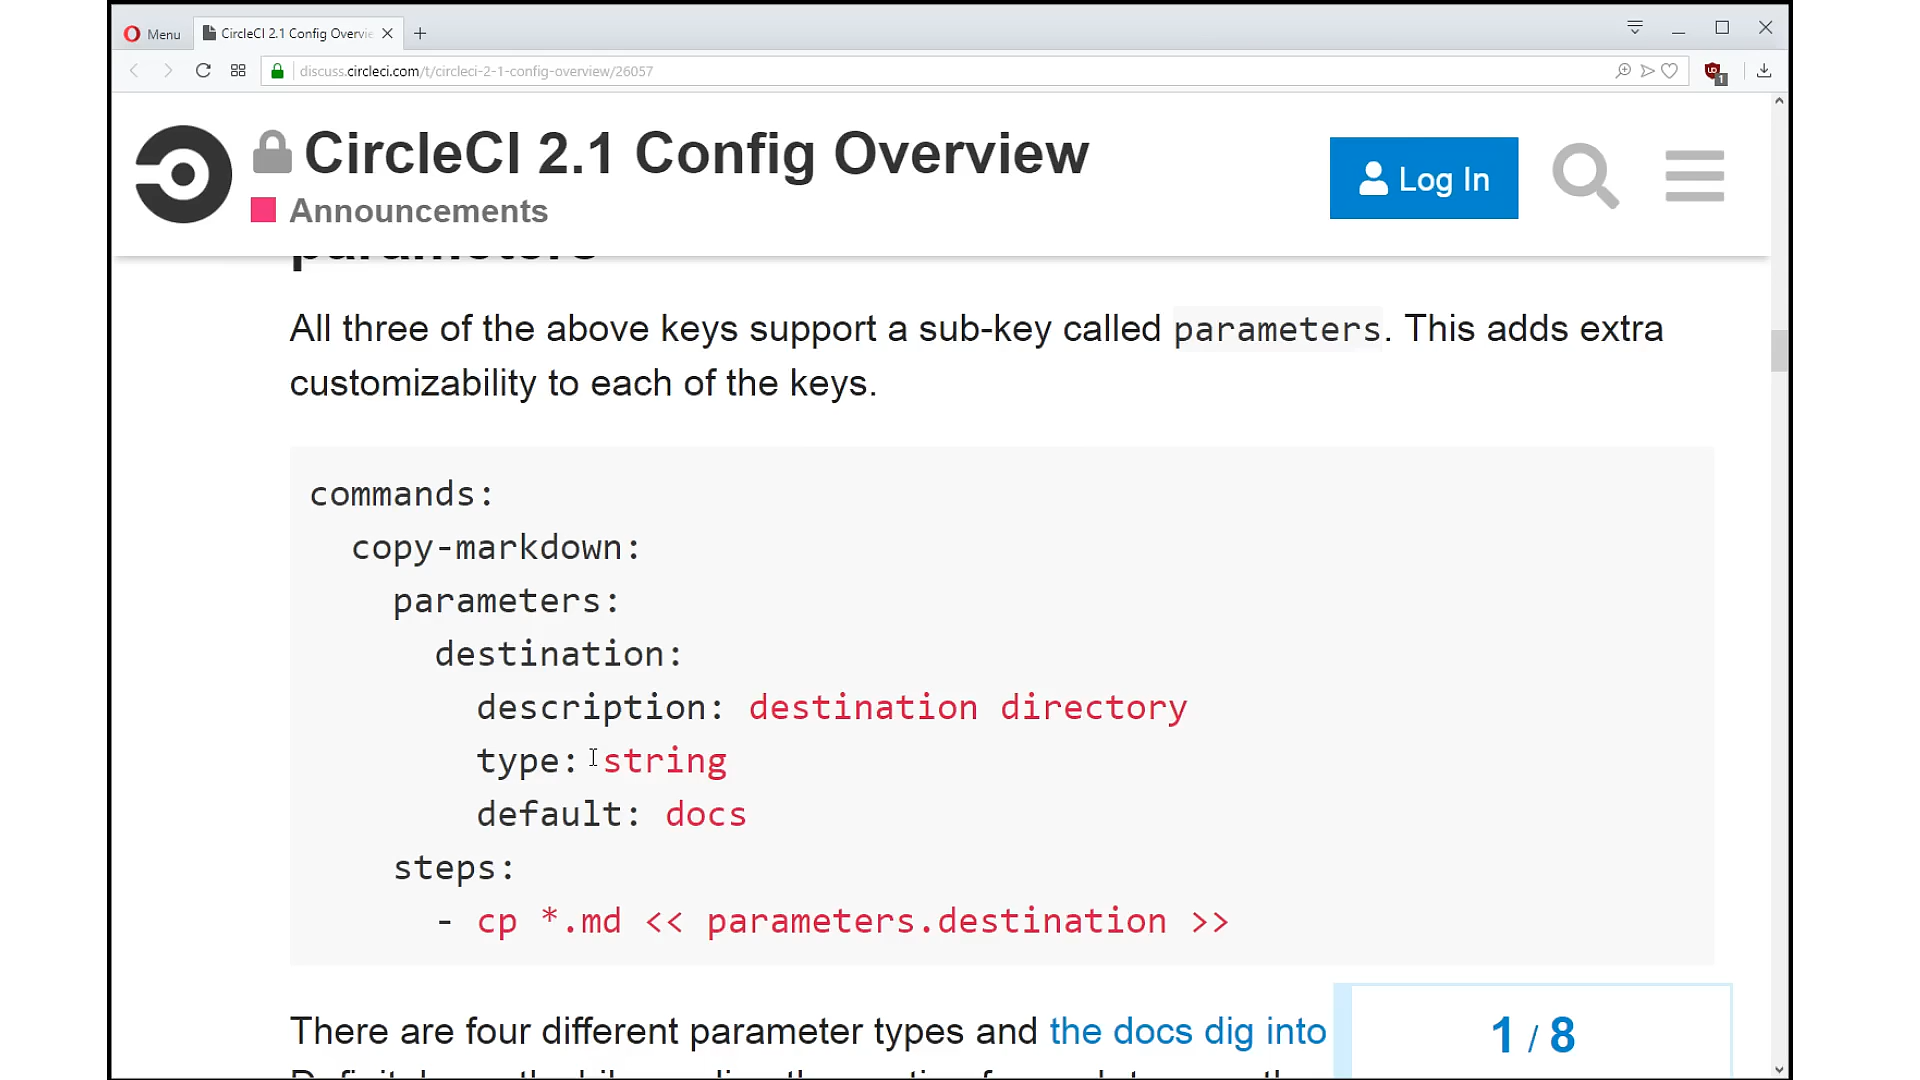 Menu
CircleCI 2.1 Config Overvie
discuss.circleci.com/t/circleci-2-1-config-overview/26057
1
CircleCI 2.1 Config Overview
Announcements
Log In
parameters
All three of the above keys support a sub-key called parameters. This adds extra
customizability to each of the keys.
commands:
  copy-markdown:
    parameters:
      destination:
        description: destination directory
        type: string
        default: docs
    steps:
      - cp *.md << parameters.destination >>
There are four different parameter types and the docs dig into
1 / 8